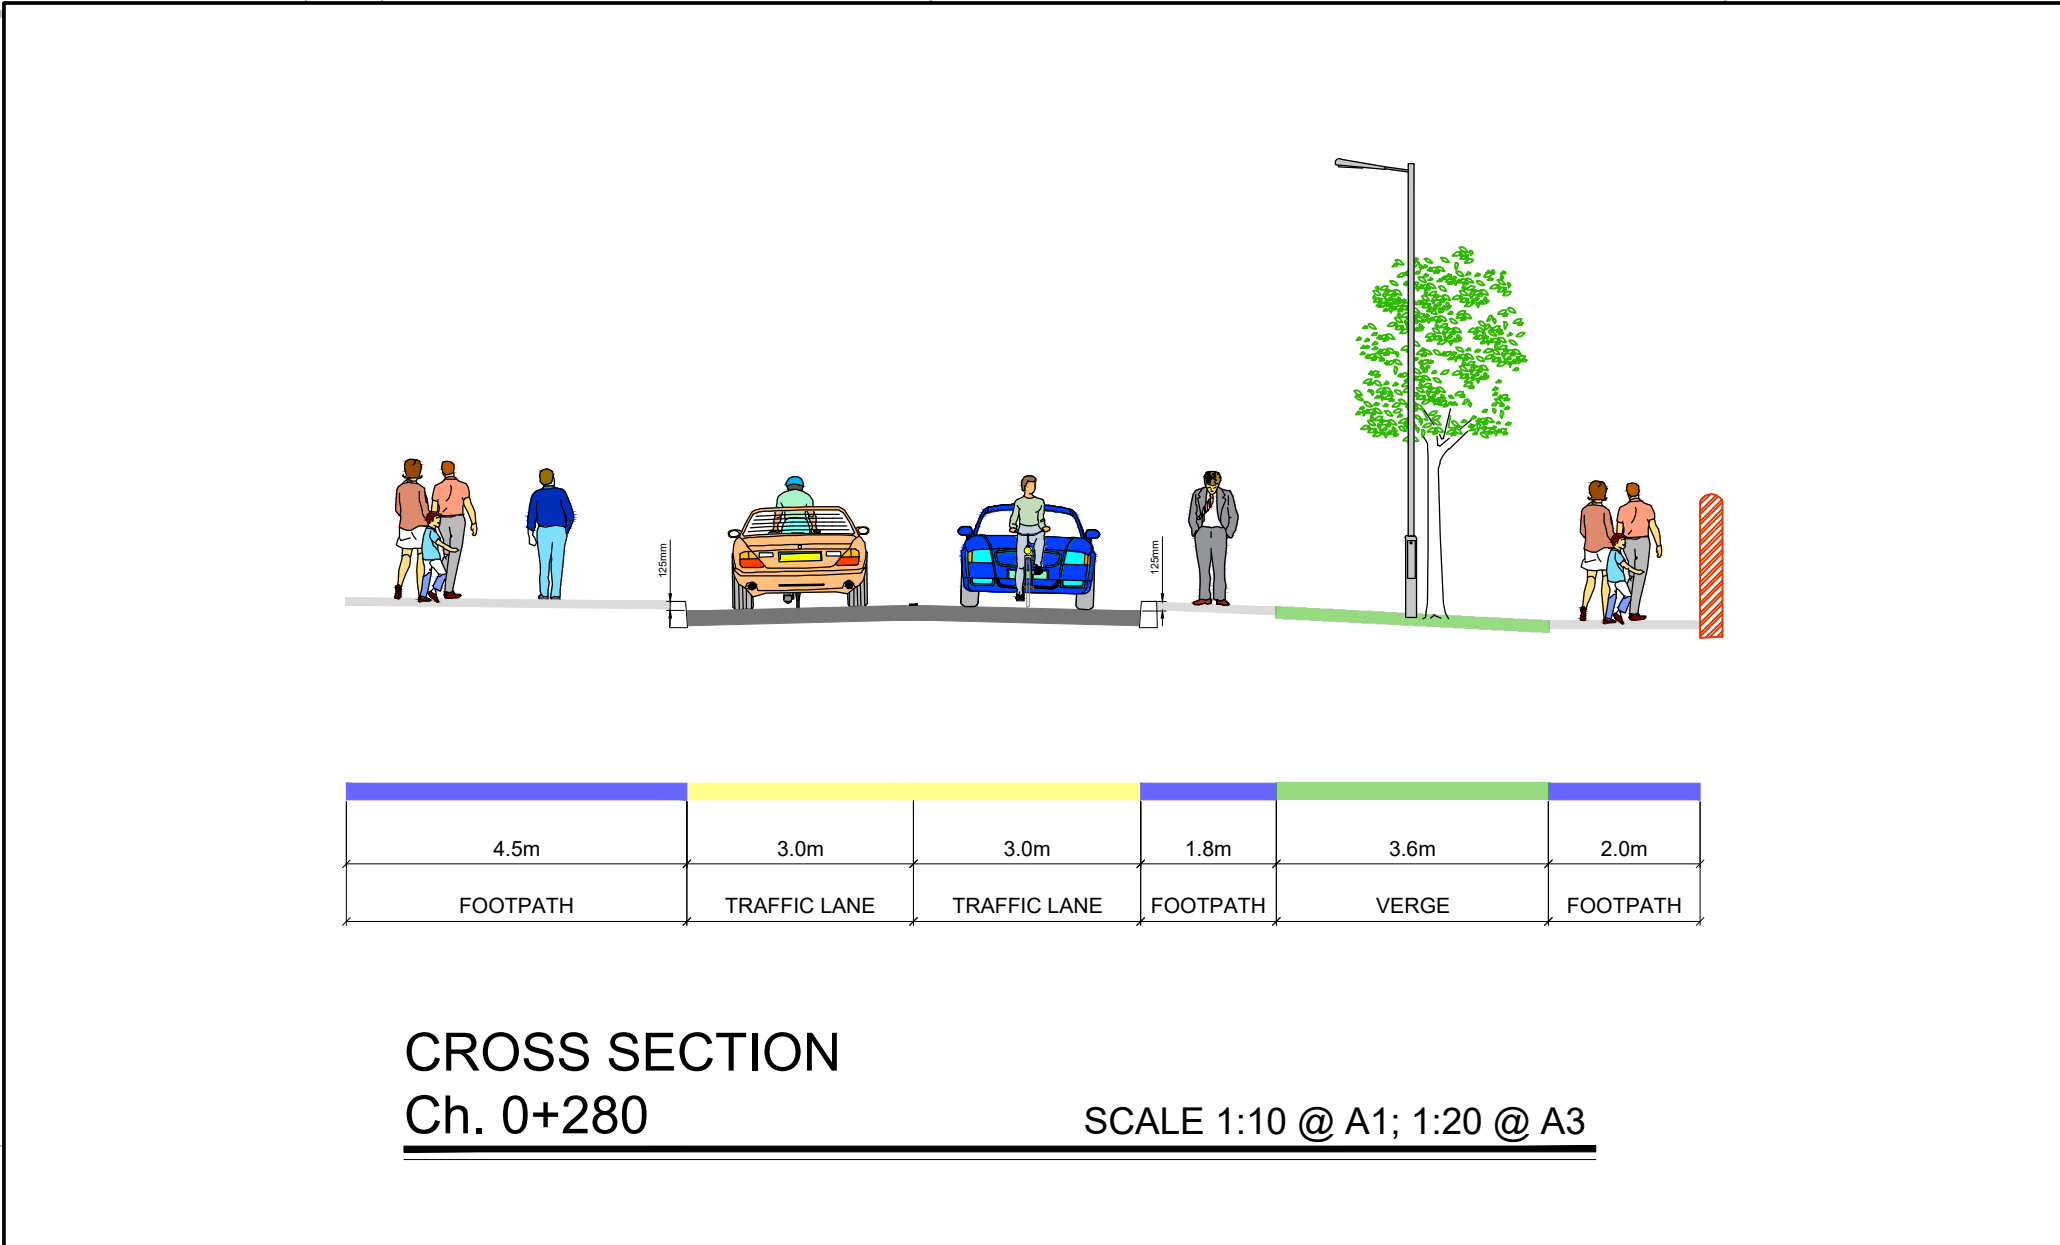 125mm
125mm
4.5m 3.0m 3.0m 1.8m 3.6m 2.0m
FOOTPATH TRAFFIC LANE TRAFFIC LANE FOOTPATH VERGE FOOTPATH
CROSS SECTION
Ch. 0+280
SCALE 1:10 @ A1; 1:20 @ A3